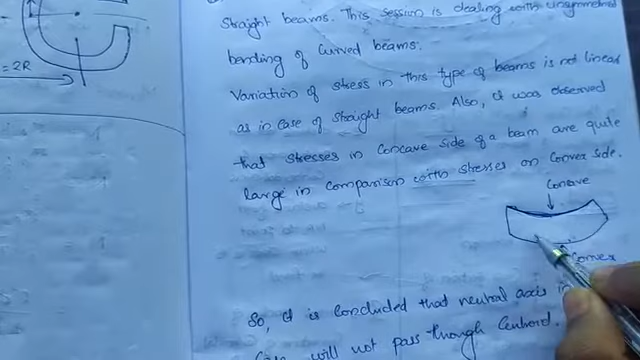 = 2R
straight beams. This session is dealing with unsymmetrical
bending of curved beams.
Variation of stress in this type of beams is not linear
as in case of straight beams. Also, it was observed
that stresses in concave side of a beam are quite
large in comparison with stresses on convex side.
Concave
Convex
So, it is concluded that neutral axis in
case will not pass though Centroid.